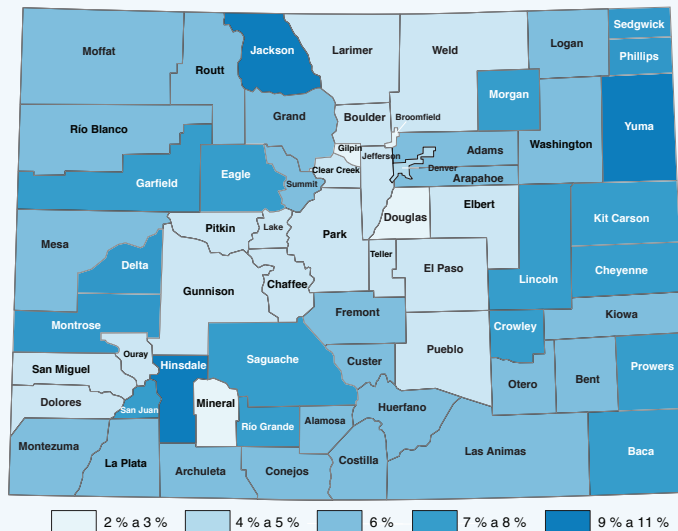 Sedgwick
Moffat
Routt
Jackson
Larimer
Weld
Logan
Phillips
Morgan
Grand
Boulder
Broomfield
Río Blanco
Yuma
Washington
Gilpin
Jefferson
Adams
Clear Creek
Denver
Arapahoe
Garfield
Eagle
Summit
Elbert
Douglas
Kit Carson
Pitkin
Lake
Park
Mesa
Teller
El Paso
Cheyenne
Delta
Lincoln
Gunnison
Chaffee
Fremont
Kiowa
Montrose
Crowley
Ouray
Pueblo
San Miguel
Hinsdale
Saguache
Custer
Prowers
Bent
Otero
Dolores
San Juan
Mineral
Huerfano
Río Grande
Alamosa
Montezuma
La Plata
Las Animas
Baca
Archuleta
Conejos
Costilla
2 % a 3 %
4 % a 5 %
6 %
7 % a 8 %
9 % a 11 %